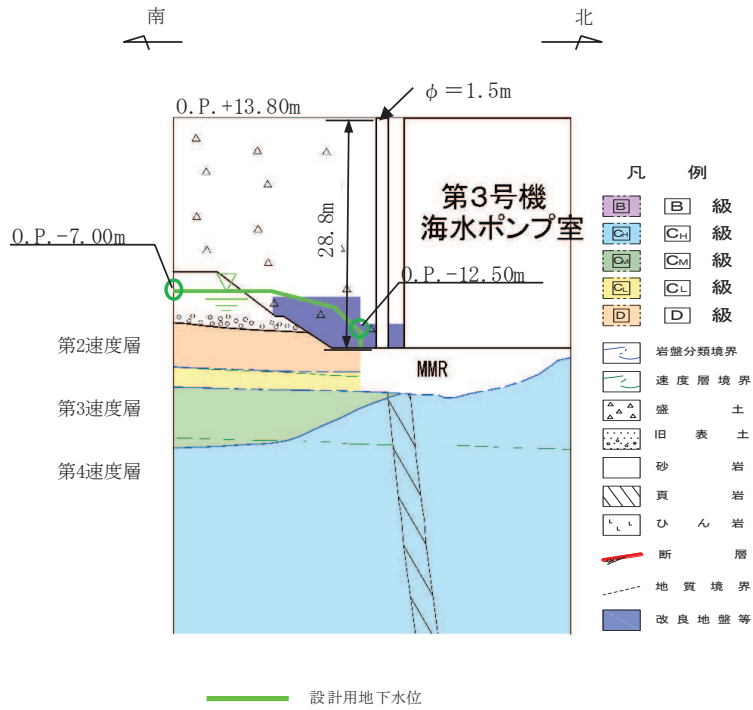 南
北
φ＝1.5m
O.P.+13.80m
28.8m
第3号機
海水ポンプ室
O.P.-7.00m
O.P.-12.50m
第2速度層
MMR
第3速度層
第4速度層
凡 例
B B 級
CH CH 級
CM CM 級
CL CL 級
D D 級
岩盤分類境界
速度層境界
盛 土
旧 表 土
砂 岩
頁 岩
ひ ん 岩
断 層
地 質 境 界
改 良 地 盤 等
設計用地下水位